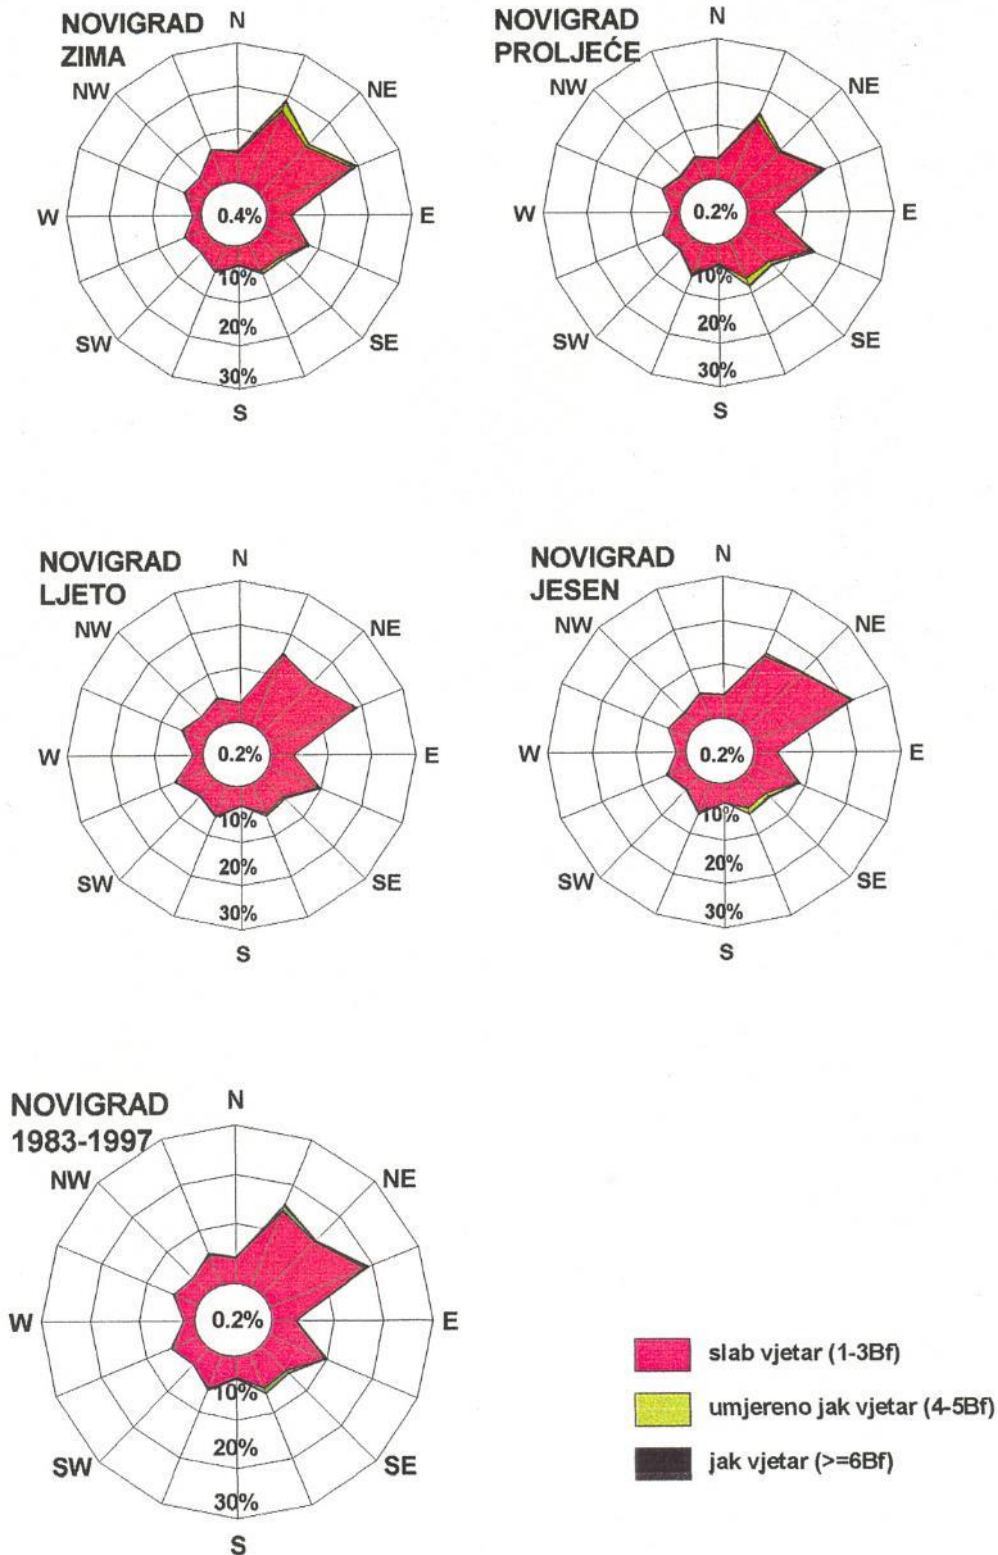 NOVIGRAD
ZIMA
N
NE
E
SE
S
SW
W
NW
0.4%
10%
20%
30%
NOVIGRAD
PROLJEĆE
N
NE
E
SE
S
SW
W
NW
0.2%
10%
20%
30%
NOVIGRAD
LJETO
N
NE
E
SE
S
SW
W
NW
0.2%
10%
20%
30%
NOVIGRAD
JESEN
N
NE
E
SE
S
SW
W
NW
0.2%
10%
20%
30%
NOVIGRAD
1983-1997
N
NE
E
SE
S
SW
W
NW
0.2%
10%
20%
30%
slab vjetar (1-3Bf)
umjereno jak vjetar (4-5Bf)
jak vjetar (>=6Bf)